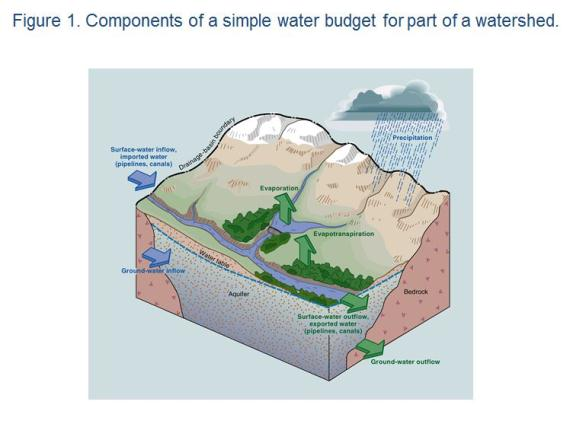 Figure 1. Components of a simple water budget for part of a watershed.
Drainage-basin boundary
Precipitation
Surface-water inflow,
imported water
(pipelines, canals)
Evaporation
Evapotranspiration
Water table
Ground-water inflow
Aquifer
Bedrock
Surface-water outflow,
exported water
(pipelines, canals)
Ground-water outflow